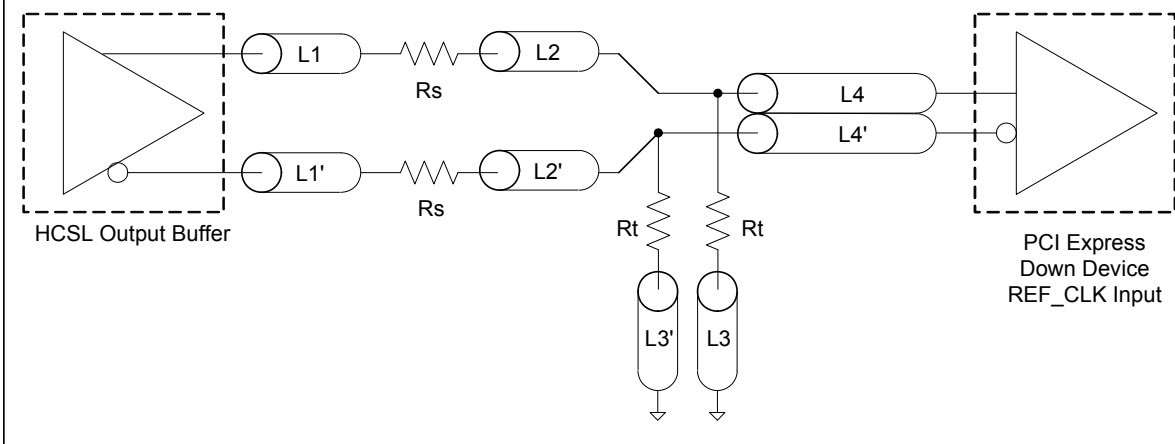 L1
Rs
L2
L4
L4'
L1'
Rs
L2'
HCSL Output Buffer
Rt
Rt
L3'
L3
PCI Express
Down Device
REF_CLK Input